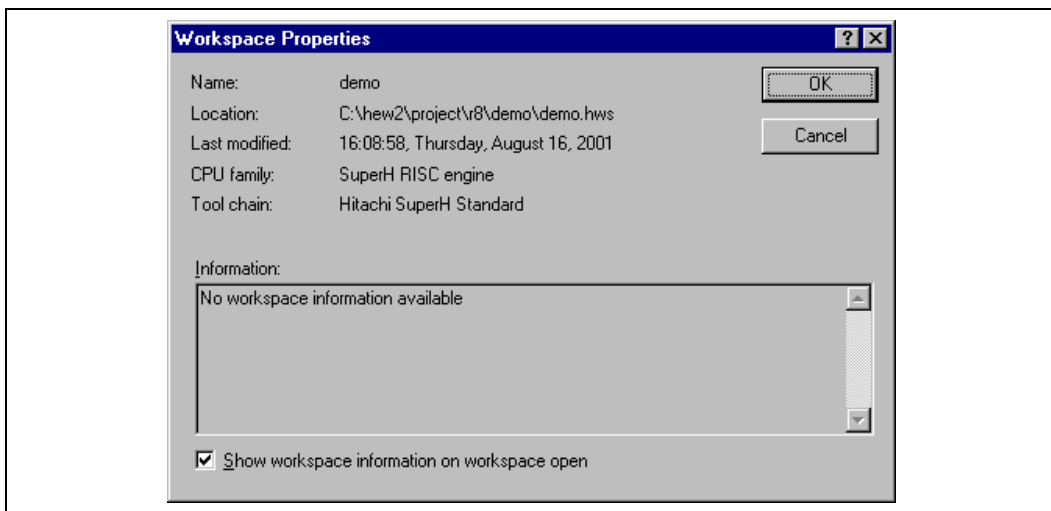 Workspace Properties
Name: demo
Location: C:\hew2\project\r8\demo\demo.hws
Last modified: 16:08:58, Thursday, August 16, 2001
CPU family: SuperH RISC engine
Tool chain: Hitachi SuperH Standard
OK
Cancel
Information:
No workspace information available
Show workspace information on workspace open